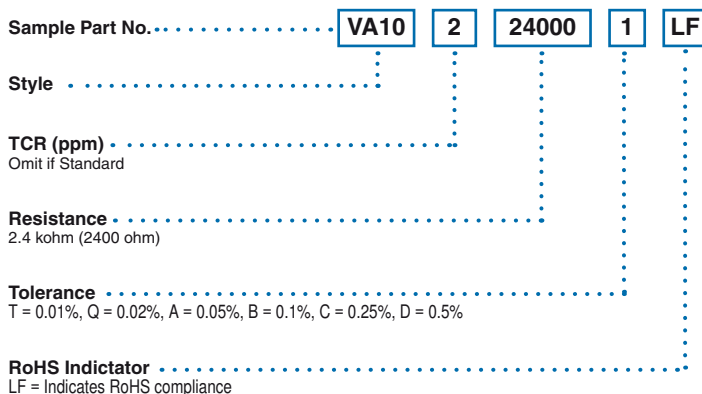 Sample Part No. VA10 2 24000 1 LF
Style
TCR (ppm)
Omit if Standard
Resistance
2.4 kohm (2400 ohm)
Tolerance
T = 0.01%, Q = 0.02%, A = 0.05%, B = 0.1%, C = 0.25%, D = 0.5%
RoHS Indictator
LF = Indicates RoHS compliance